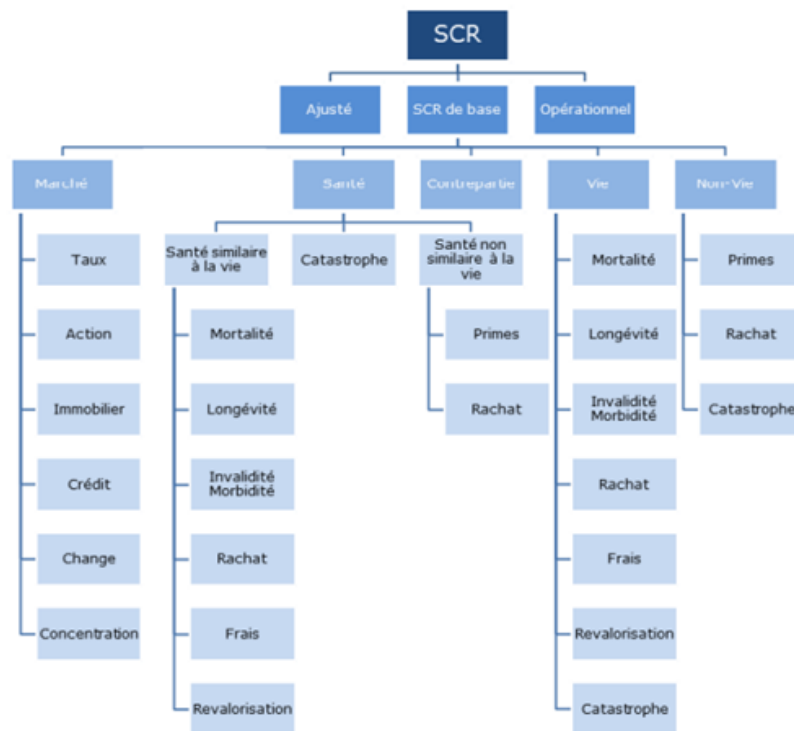 SCR
Ajusté
SCR de base
Opérationnel
Marché
Santé
Contrepartie
Vie
Non-Vie
Taux
Action
Immobilier
Crédit
Change
Concentration
Santé similaire
à la vie
Mortalité
Longévité
Invalidité
Morbidité
Rachat
Frais
Revalorisation
Catastrophe
Santé non
similaire à la
vie
Primes
Rachat
Mortalité
Longévité
Invalidité
Morbidité
Rachat
Frais
Revalorisation
Catastrophe
Primes
Rachat
Catastrophe